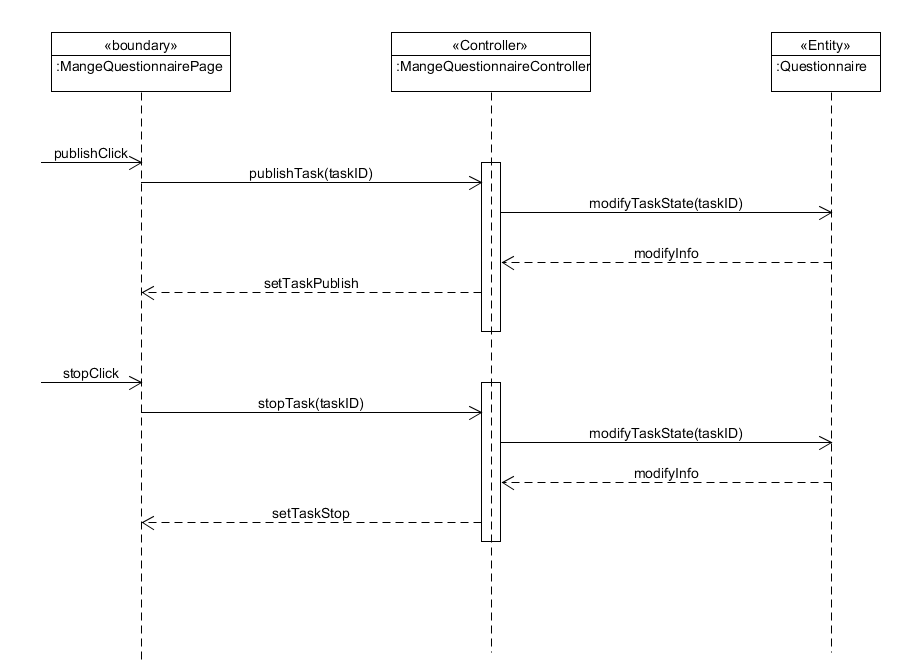 «boundary»
:MangeQuestionnairePage
«Controller»
:MangeQuestionnaireController
«Entity»
:Questionnaire
publishClick
publishTask(taskID)
modifyTaskState(taskID)
modifyInfo
setTaskPublish
stopClick
stopTask(taskID)
modifyTaskState(taskID)
modifyInfo
setTaskStop